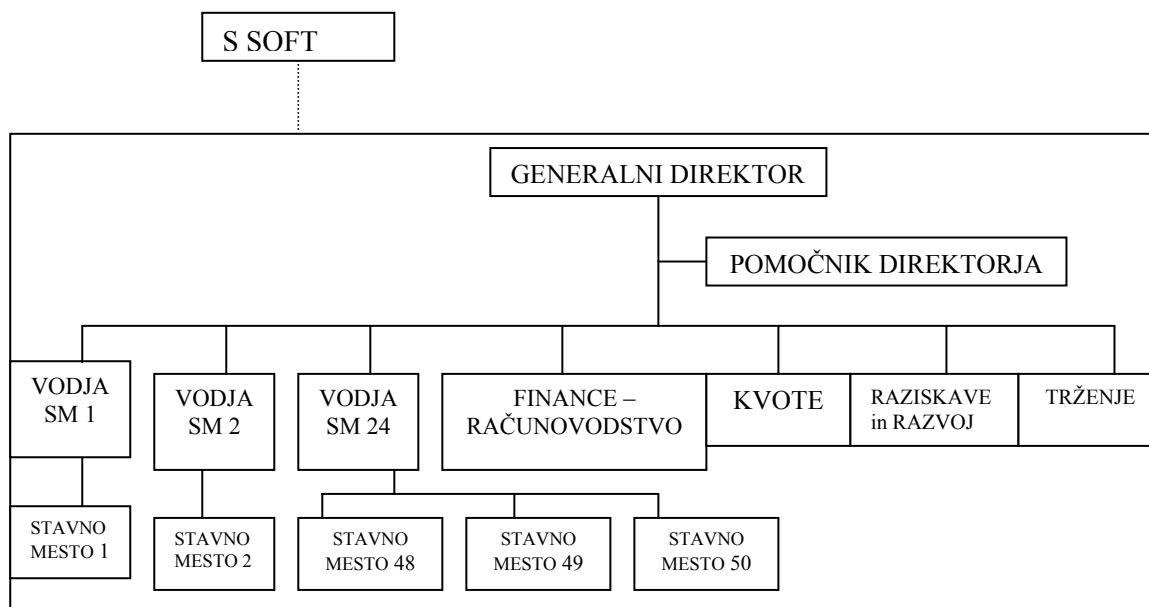 S SOFT
GENERALNI DIREKTOR
POMOČNIK DIREKTORJA
VODJA
SM 1
VODJA
SM 2
VODJA
SM 24
FINANCE –
RAČUNOVODSTVO
KVOTE
RAZISKAVE
in RAZVOJ
TRŽENJE
STAVNO
MESTO 1
STAVNO
MESTO 2
STAVNO
MESTO 48
STAVNO
MESTO 49
STAVNO
MESTO 50